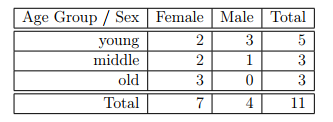 Age Group / Sex Female Male Total
young 2 3 5
middle 2 1 3
old 3 0 3
Total 7 4 11